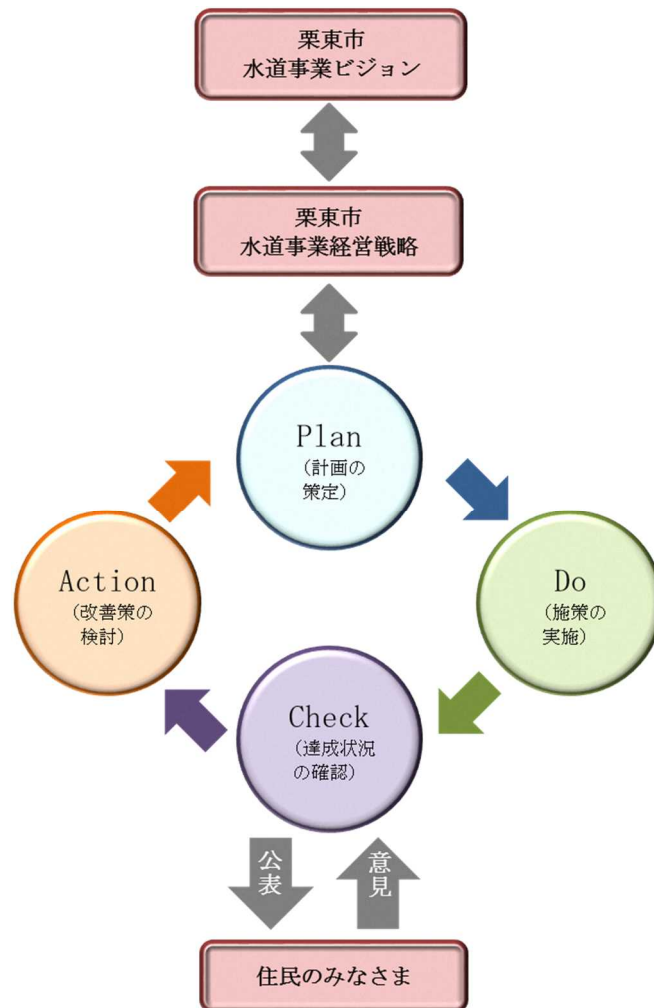 栗東市
水道事業ビジョン
栗東市
水道事業経営戦略
Plan
(計画の
策定)
Action
(改善策の
検討)
Do
(施策の
実施)
Check
(達成状況
の確認)
公表
意見
住民のみなさま